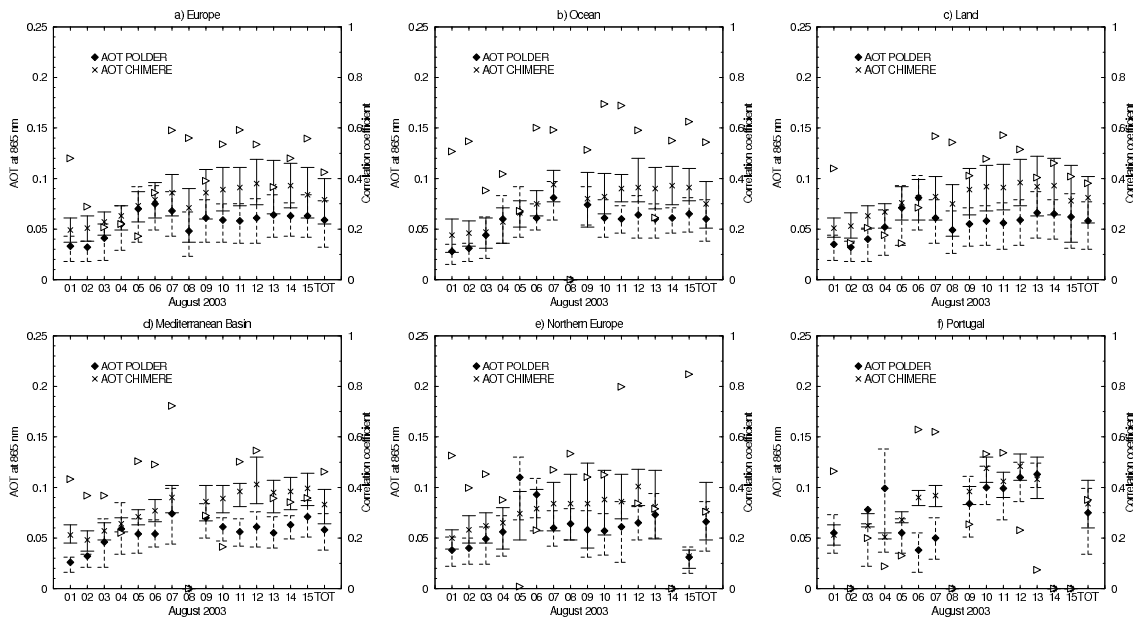 a) Europe
b) Ocean
c) Land
0.25
0.2
0.15
0.1
0.05
0
1
0.8
0.6
0.4
0.2
0
AOT at 865 nm
Correlation coefficient
AOT POLDER
AOT CHIMERE
01 02 03 04 05 06 07 08 09 10 11 12 13 14 15TOT
August 2003
0.25
0.2
0.15
0.1
0.05
0
1
0.8
0.6
0.4
0.2
0
AOT at 865 nm
Correlation coefficient
AOT POLDER
AOT CHIMERE
01 02 03 04 05 06 07 08 09 10 11 12 13 14 15TOT
August 2003
0.25
0.2
0.15
0.1
0.05
0
1
0.8
0.6
0.4
0.2
0
AOT at 865 nm
Correlation coefficient
AOT POLDER
AOT CHIMERE
01 02 03 04 05 06 07 08 09 10 11 12 13 14 15TOT
August 2003
d) Mediterranean Basin
e) Northern Europe
f) Portugal
0.25
0.2
0.15
0.1
0.05
0
1
0.8
0.6
0.4
0.2
0
AOT at 865 nm
Correlation coefficient
AOT POLDER
AOT CHIMERE
01 02 03 04 05 06 07 08 09 10 11 12 13 14 15TOT
August 2003
0.25
0.2
0.15
0.1
0.05
0
1
0.8
0.6
0.4
0.2
0
AOT at 865 nm
Correlation coefficient
AOT POLDER
AOT CHIMERE
01 02 03 04 05 06 07 08 09 10 11 12 13 14 15TOT
August 2003
0.25
0.2
0.15
0.1
0.05
0
1
0.8
0.6
0.4
0.2
0
AOT at 865 nm
Correlation coefficient
AOT POLDER
AOT CHIMERE
01 02 03 04 05 06 07 08 09 10 11 12 13 14 15TOT
August 2003